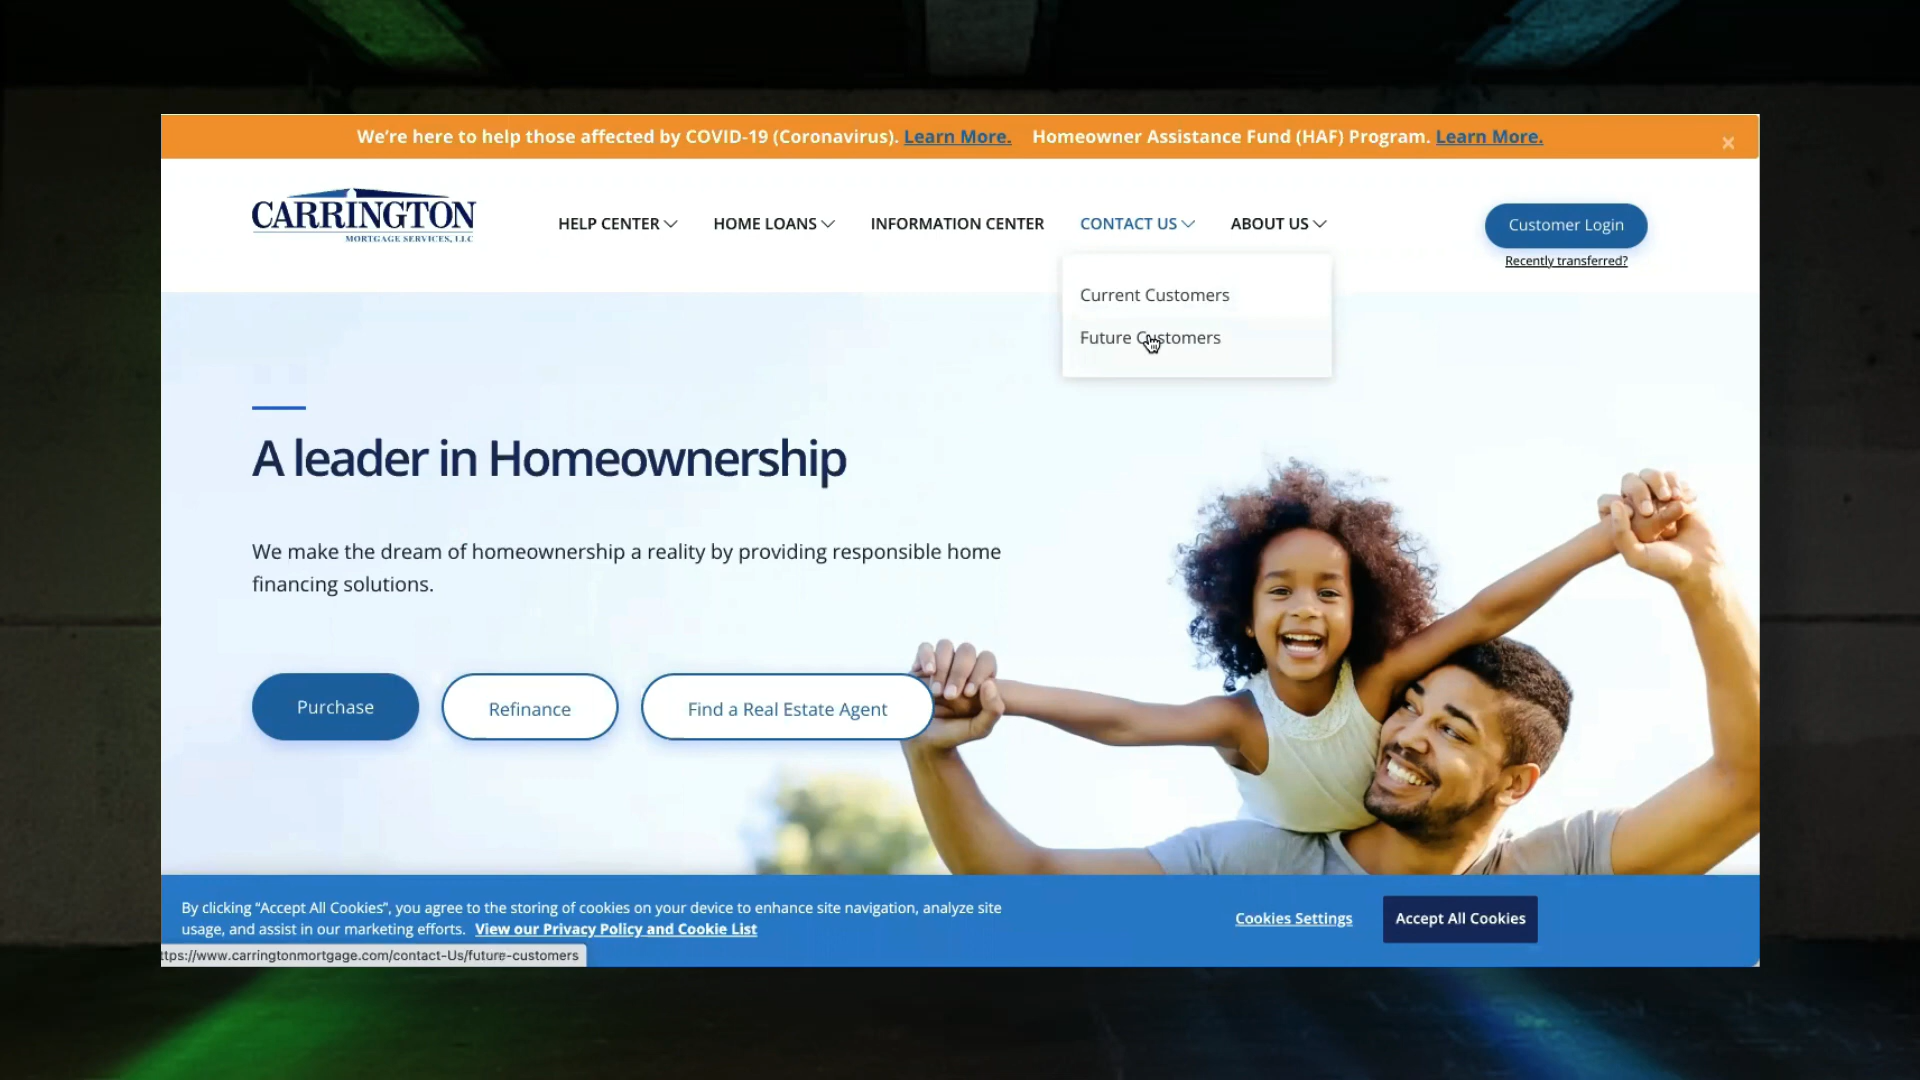 We're here to help those affected by COVID-19 (Coronavirus). Learn More. Homeowner Assistance Fund (HAF) Program. Learn More.
×
CARRINGTON
MORTGAGE SERVICES, LLC
HELP CENTER
HOME LOANS
INFORMATION CENTER
CONTACT US
ABOUT US
Customer Login
Recently transferred?
Current Customers
Future Customers
A leader in Homeownership
We make the dream of homeownership a reality by providing responsible home
financing solutions.
Purchase
Refinance
Find a Real Estate Agent
By clicking “Accept All Cookies”, you agree to the storing of cookies on your device to enhance site navigation, analyze site
usage, and assist in our marketing efforts. View our Privacy Policy and Cookie List
Cookies Settings
Accept All Cookies
ttps://www.carringtonmortgage.com/contact-Us/future-customers